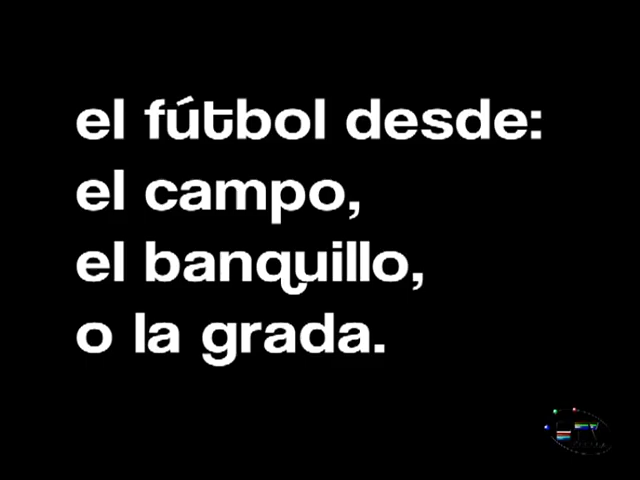 el fútbol desde:
el campo,
el banquillo,
o la grada.